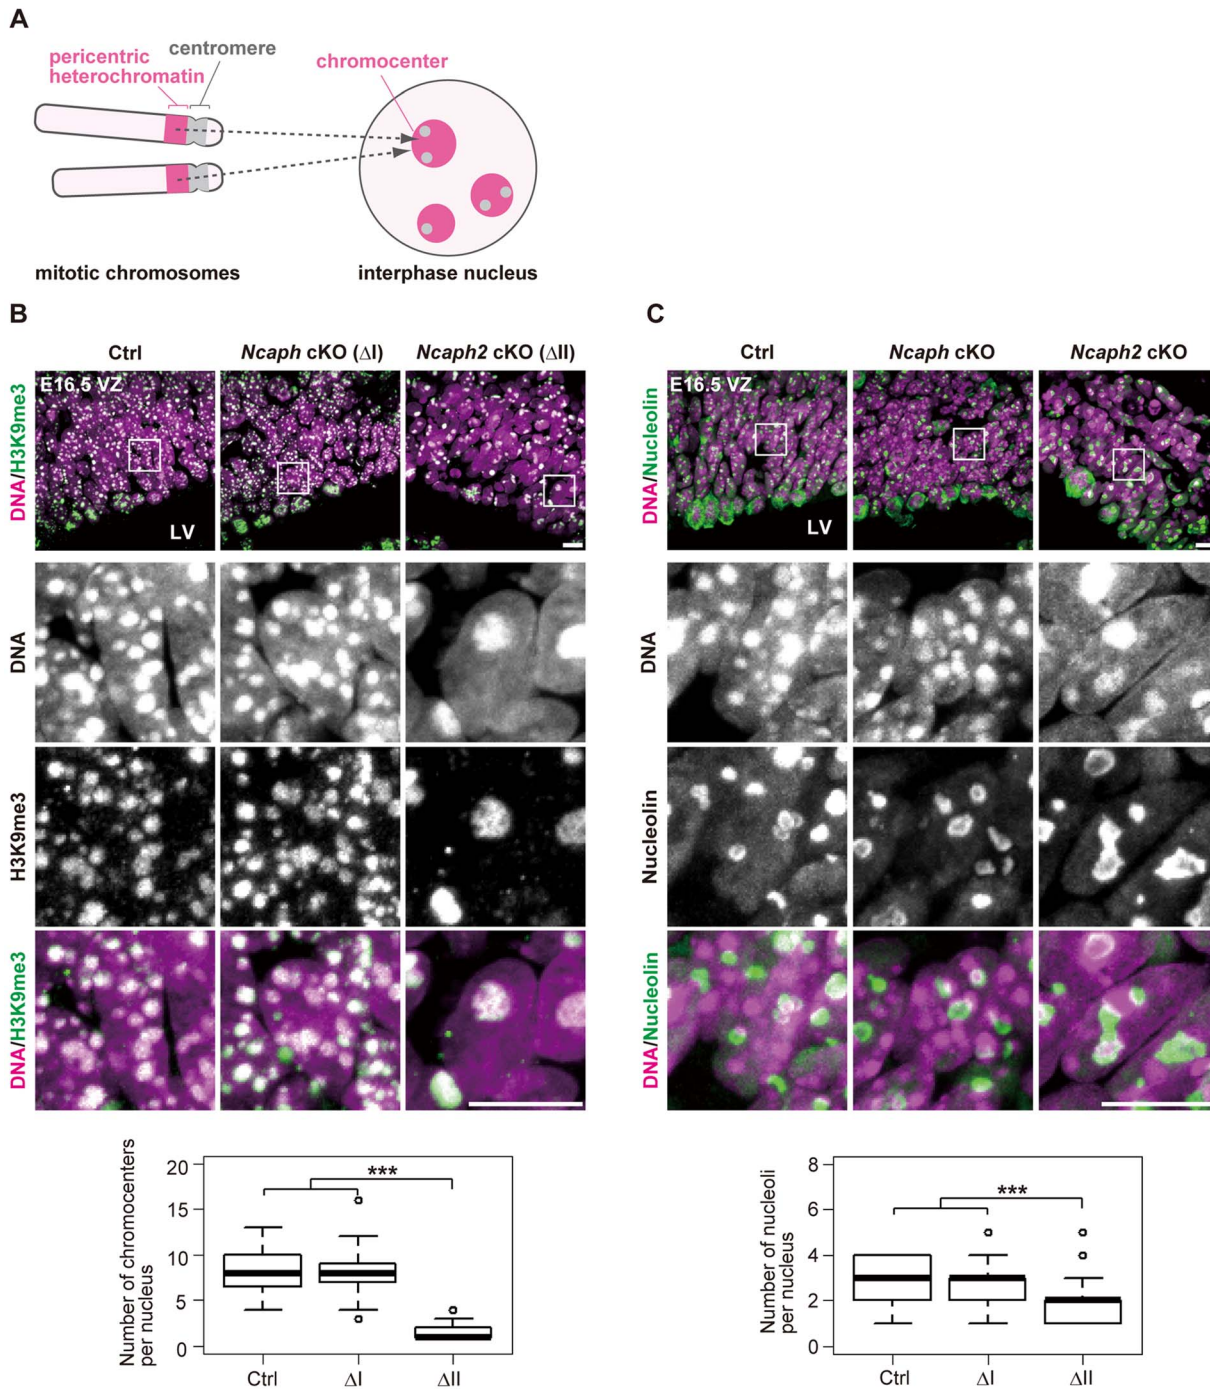 A
pericentric
heterochromatin
centromere
chromocenter
mitotic chromosomes
interphase nucleus
B
Ctrl
Ncaph cKO (ΔI)
Ncaph2 cKO (ΔII)
DNA/H3K9me3
E16.5 VZ
LV
DNA
H3K9me3
DNA/H3K9me3
Number of chromocenters
per nucleus
20
15
10
5
0
***
Ctrl
ΔI
ΔII
C
Ctrl
Ncaph cKO
Ncaph2 cKO
DNA/Nucleolin
E16.5 VZ
LV
DNA
Nucleolin
DNA/Nucleolin
Number of nucleoli
per nucleus
8
6
4
2
0
***
Ctrl
ΔI
ΔII